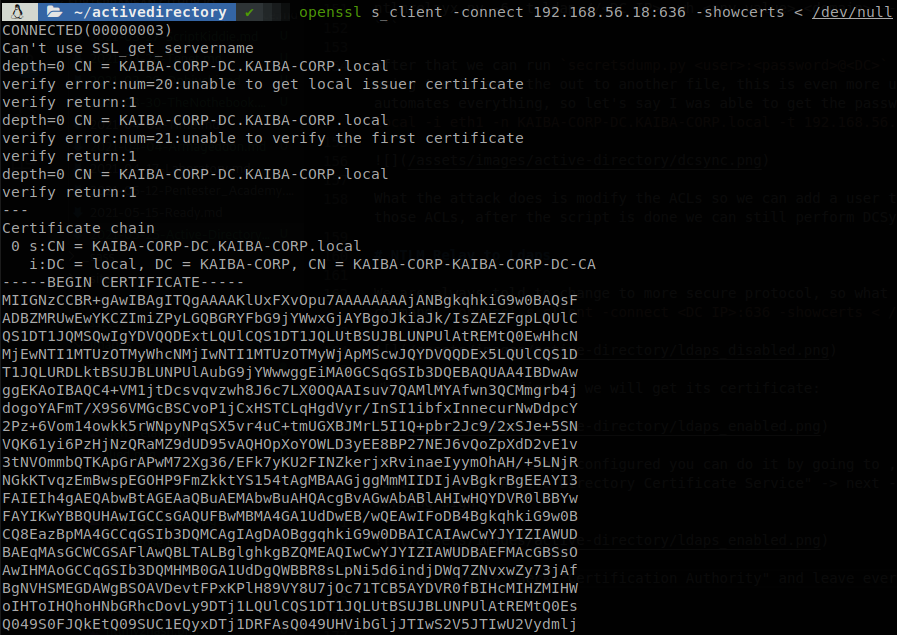 ~/activedirectory ✔ openssl s_client -connect 192.168.56.18:636 -showcerts < /dev/null
CONNECTED(00000003)
Can't use SSL_get_servername
depth=0 CN = KAIBA-CORP-DC.KAIBA-CORP.local
verify error:num=20:unable to get local issuer certificate
verify return:1
depth=0 CN = KAIBA-CORP-DC.KAIBA-CORP.local
verify error:num=21:unable to verify the first certificate
verify return:1
depth=0 CN = KAIBA-CORP-DC.KAIBA-CORP.local
verify return:1
---
Certificate chain
 0 s:CN = KAIBA-CORP-DC.KAIBA-CORP.local
   i:DC = local, DC = KAIBA-CORP, CN = KAIBA-CORP-KAIBA-CORP-DC-CA
-----BEGIN CERTIFICATE-----
MIIGNzCCBR+gAwIBAgITQgAAAAKlUxFXvOpu7AAAAAAAAjANBgkqhkiG9w0BAQsF
ADBZMRUwEwYKCZImiZPyLGQBGRYFbG9jYWwxGjAYBgoJkiaJk/IsZAEZFgpLQUlC
QS1DT1JQMSQwIgYDVQQDExtLQUlCQS1DT1JQLUtBSUJBLUNPUlAtREMtQ0EwHhcN
MjEwNTI1MTUzOTMyWhcNMjIwNTI1MTUzOTMyWjApMScwJQYDVQQDEx5LQUlCQS1D
T1JQLURDLktBSUJBLUNPUlAubG9jYWwwggEiMA0GCSqGSIb3DQEBAQUAA4IBDwAw
ggEKAoIBAQC4+VM1jtDcsvqvzwh8J6c7LX0OQAAIsuv7QAMlMYAfwn3QCMmgrb4j
dogoYAFmT/X9S6VMGcBSCvoP1jCxHSTCLqHgdVyr/InSI1ibfxInnecurNwDdpcY
2Pz+6Vom14owkk5rWNpyNPqSX5vr4uC+tmUGXBJMrL5I1Q+pbr2Jc9/2xSJe+5SN
VQK61yi6PzHjNzQRaMZ9dUD95vAQHOpXoYOWLD3yEE8BP27NEJ6vQoZpXdD2vE1v
3tNVOmmbQTKApGrAPwM72Xg36/EFk7yKU2FINZkerjxRvinaeIyymOhAH/+5LNjR
NGkKTvqzEmBwspEGOHP9FmZkktYS154tAgMBAAGjggMmMIIDIjAvBgkrBgEEAYI3
FAIEIh4gAEQAbwBtAGEAaQBuAEMAbwBuAHQAcgBvAGwAbABlAHIwHQYDVR0lBBYw
FAYIKwYBBQUHAwIGCCsGAQUFBwMBMA4GA1UdDwEB/wQEAwIFoDB4BgkqhkiG9w0B
CQ8EazBpMA4GCCqGSIb3DQMCAgIAgDAOBggqhkiG9w0DBAICAIAwCwYJYIZIAWUD
BAEqMAsGCWCGSAFlAwQBLTALBglghkgBZQMEAQIwCwYJYIZIAWUDBAEFMAcGBSsO
AwIHMAoGCCqGSIb3DQMHMB0GA1UdDgQWBBR8sLpNi5d6indjDWq7ZNvxwZy73jAf
BgNVHSMEGDAWgBSOAVDevtFPxKPlH89VY8U7jOc71TCB5AYDVR0fBIHcMIHZMIHW
oIHToIHQhoHNbGRhcDovLy9DTj1LQUlCQS1DT1JQLUtBSUJBLUNPUlAtREMtQ0Es
Q049S0FJQkEtQ09SUC1EQyxDTj1DRFAsQ049UHVibGljJTIwS2V5JTIwU2Vydmlj